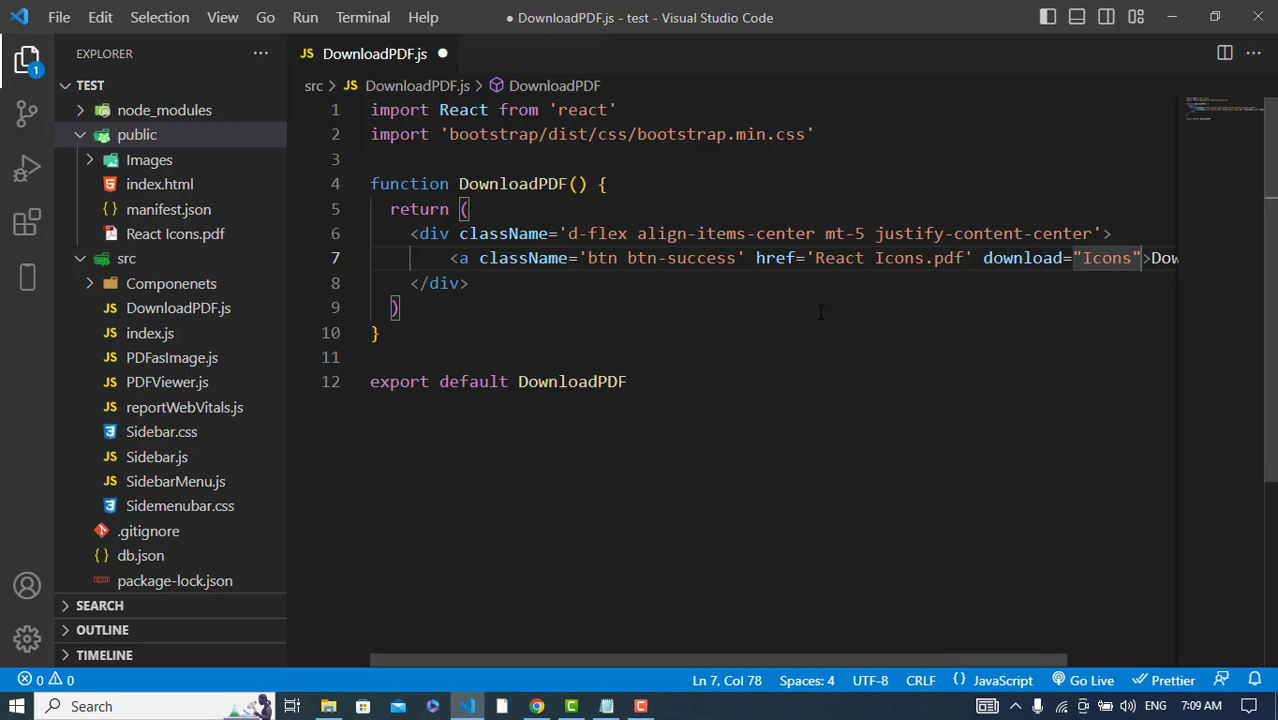 File Edit Selection View Go Run Terminal Help
● DownloadPDF.js - test - Visual Studio Code
EXPLORER
1
TEST
node_modules
public
Images
index.html
manifest.json
React Icons.pdf
src
Componenets
DownloadPDF.js
index.js
PDFasImage.js
PDFViewer.js
reportWebVitals.js
Sidebar.css
Sidebar.js
SidebarMenu.js
Sidemenubar.css
.gitignore
db.json
package-lock.json
SEARCH
OUTLINE
TIMELINE
JS DownloadPDF.js ●
src > JS DownloadPDF.js > DownloadPDF
1 import React from 'react'
2 import 'bootstrap/dist/css/bootstrap.min.css'
3
4 function DownloadPDF() {
5 return (
6 <div className='d-flex align-items-center mt-5 justify-content-center'>
7 <a className='btn btn-success' href='React Icons.pdf' download="Icons">Dow
8 </div>
9 )
10 }
11
12 export default DownloadPDF
0 0 Ln 7, Col 78 Spaces: 4 UTF-8 CRLF {} JavaScript Go Live Prettier
Search ENG 7:09 AM